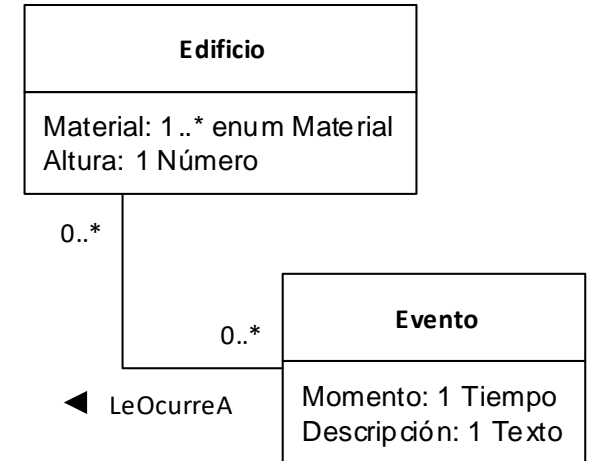 Edificio
Material: 1..* enum Material
Altura: 1 Número
0..*
0..*
Evento
◄ LeOcurreA
Momento: 1 Tiempo
Descripción: 1 Texto